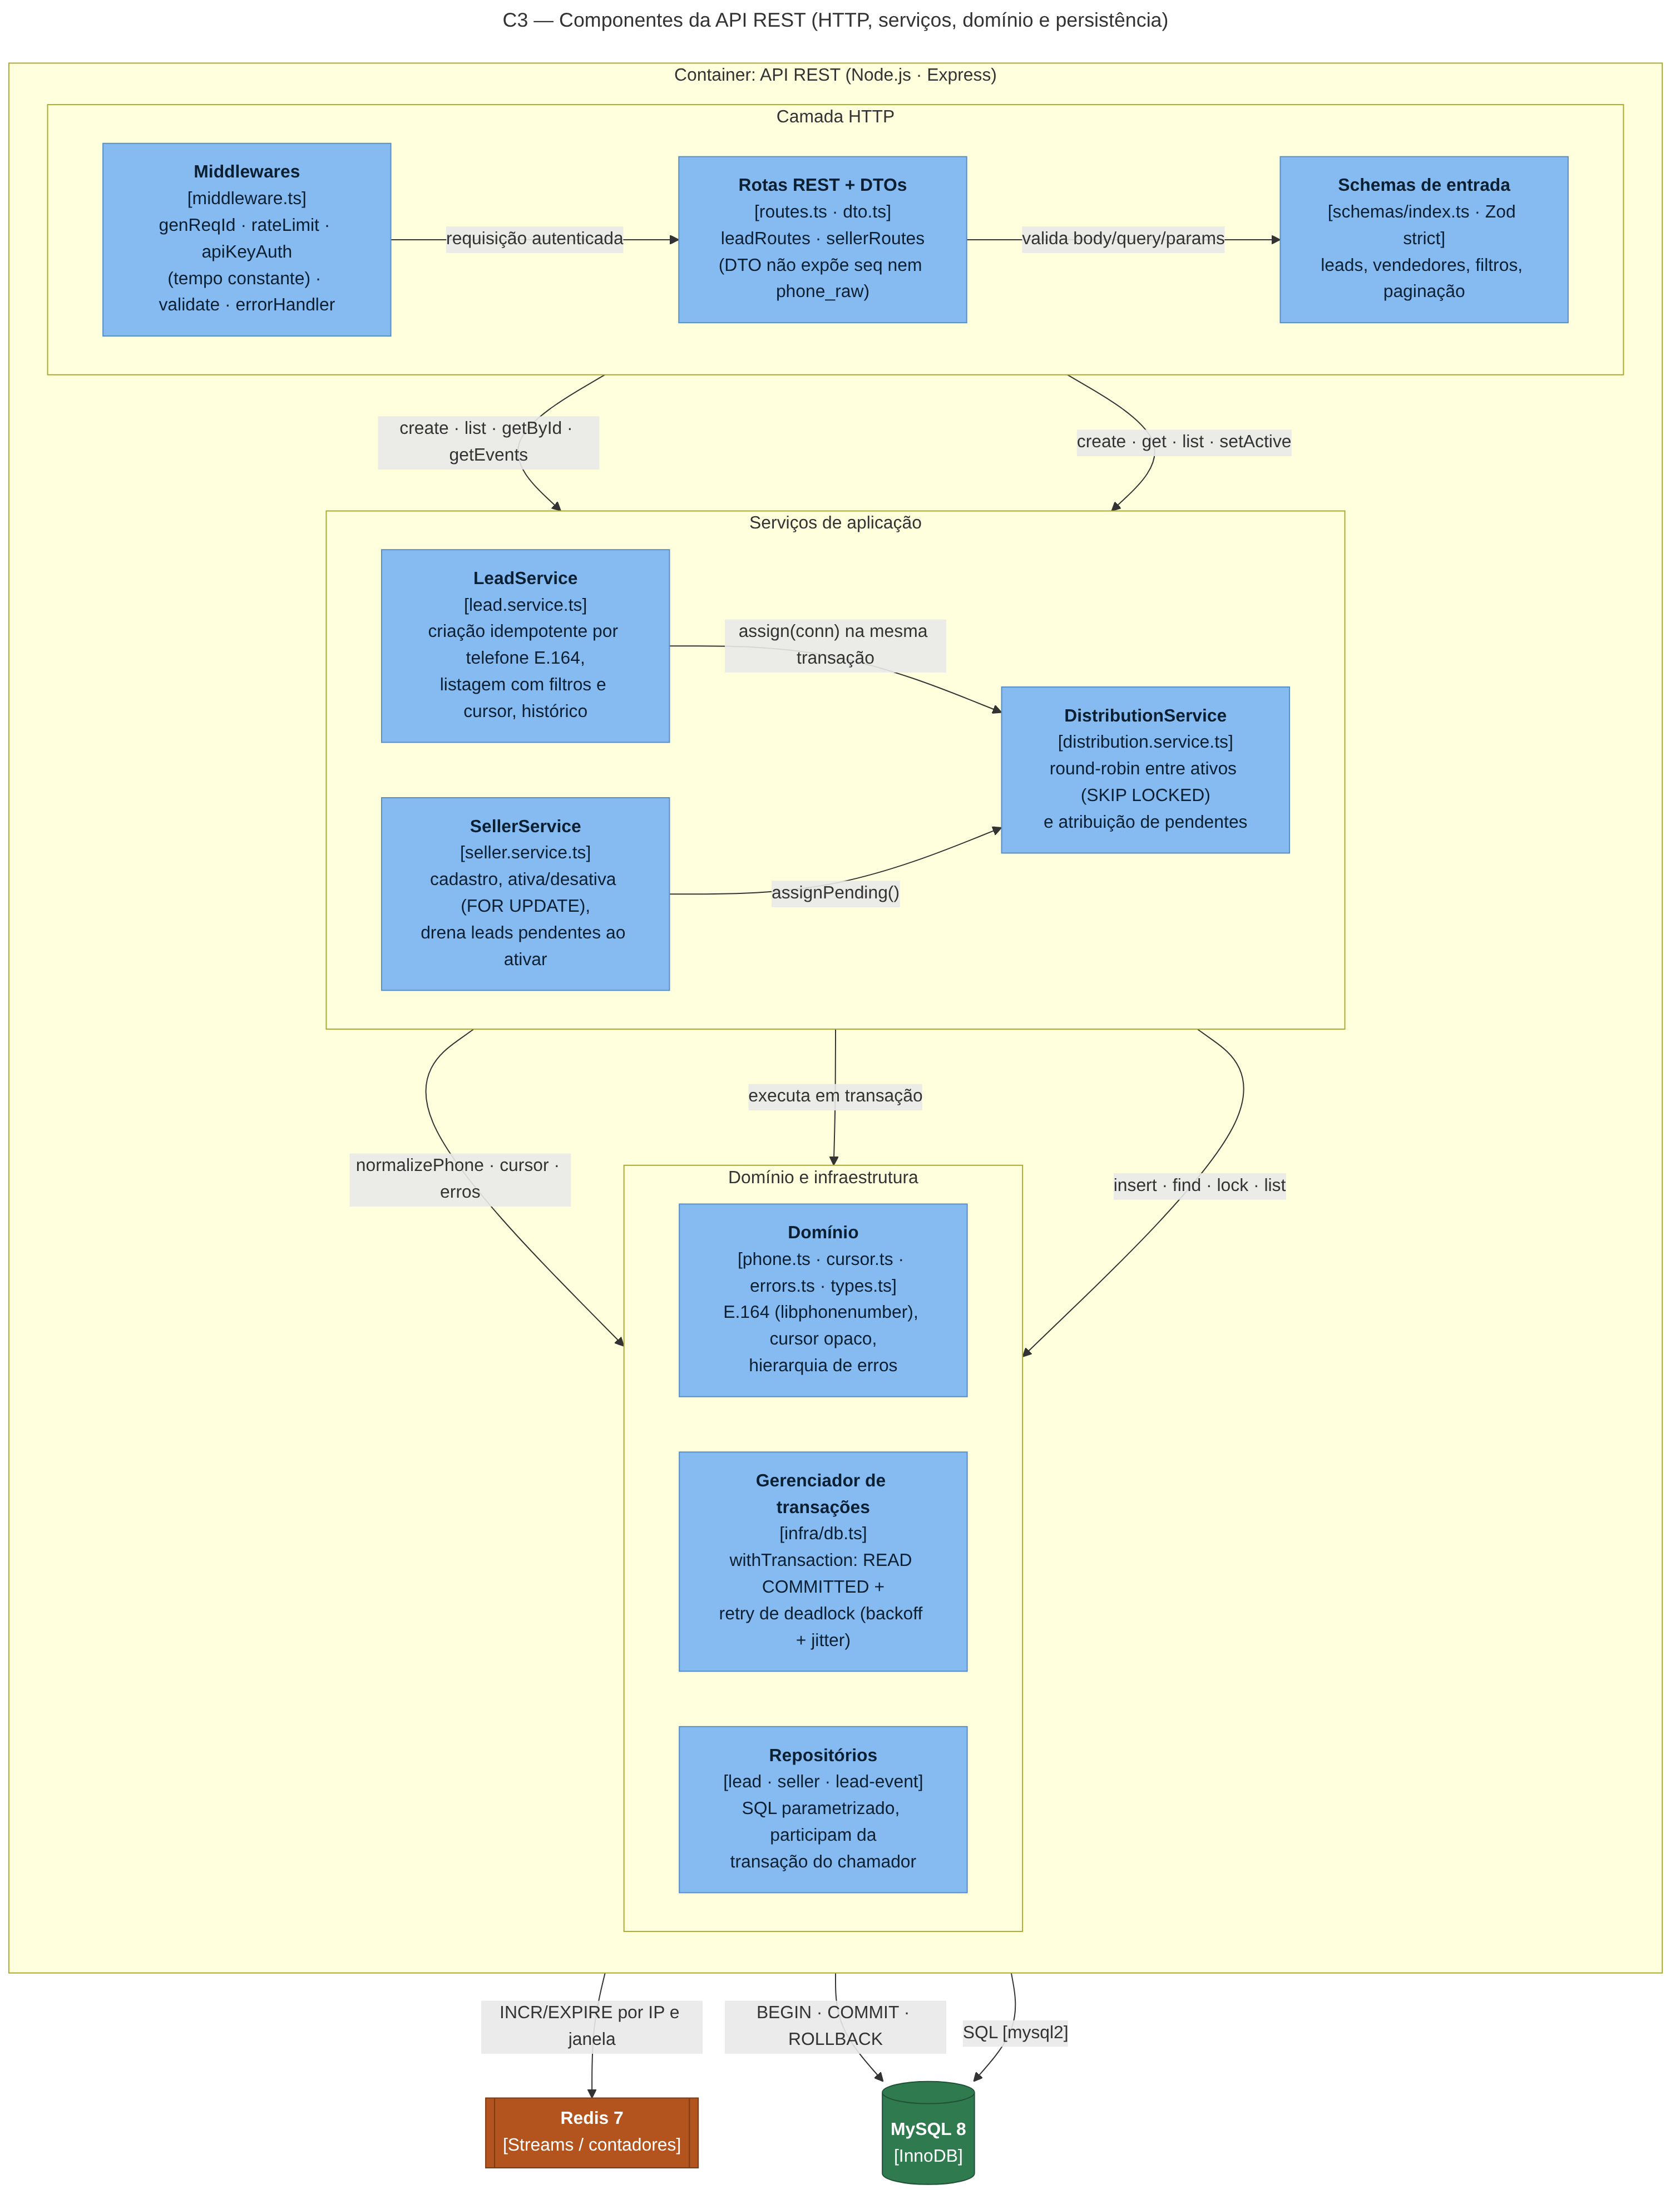 C3 — Componentes da API REST (HTTP, serviços, domínio e persistência)
Container: API REST (Node.js · Express)
Camada HTTP
Middlewares
[middleware.ts]
genReqId · rateLimit ·
apiKeyAuth
(tempo constante) ·
validate · errorHandler
requisição autenticada
Rotas REST + DTOs
[routes.ts · dto.ts]
leadRoutes · sellerRoutes
(DTO não expõe seq nem
phone_raw)
valida body/query/params
Schemas de entrada
[schemas/index.ts · Zod
strict]
leads, vendedores, filtros,
paginação
create · list · getById ·
getEvents
create · get · list · setActive
Serviços de aplicação
LeadService
[lead.service.ts]
criação idempotente por
telefone E.164,
listagem com filtros e
cursor, histórico
assign(conn) na mesma
transação
DistributionService
[distribution.service.ts]
round-robin entre ativos
(SKIP LOCKED)
e atribuição de pendentes
SellerService
[seller.service.ts]
cadastro, ativa/desativa
(FOR UPDATE),
drena leads pendentes ao
ativar
assignPending()
normalizePhone · cursor ·
erros
executa em transação
insert · find · lock · list
Domínio e infraestrutura
Domínio
[phone.ts · cursor.ts ·
errors.ts · types.ts]
E.164 (libphonenumber),
cursor opaco,
hierarquia de erros
Gerenciador de
transações
[infra/db.ts]
withTransaction: READ
COMMITTED +
retry de deadlock (backoff
+ jitter)
Repositórios
[lead · seller · lead-event]
SQL parametrizado,
participam da
transação do chamador
INCR/EXPIRE por IP e
janela
BEGIN · COMMIT ·
ROLLBACK
SQL [mysql2]
Redis 7
[Streams / contadores]
MySQL 8
[InnoDB]